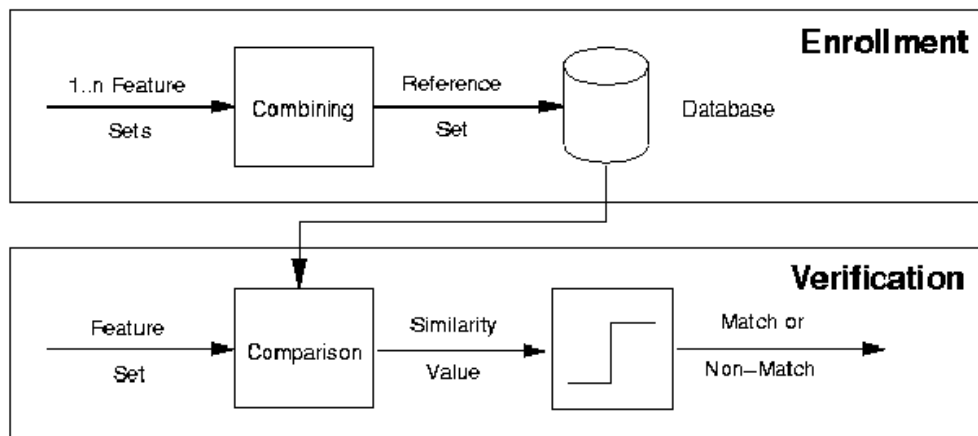 Enrollment
1..n Feature
Sets
Combining
Reference
Set
Database
Verification
Feature
Set
Comparison
Similarity
Value
Match or
Non-Match